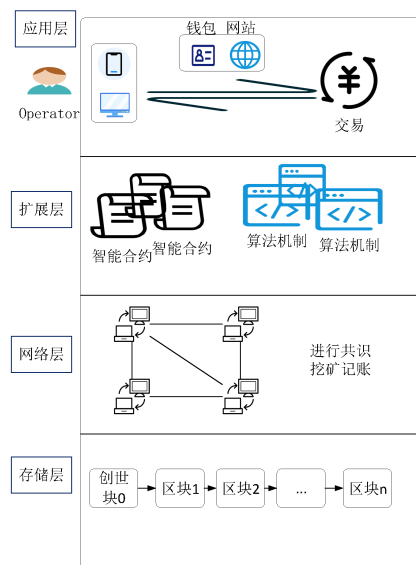 应用层
钱包 网站
Operator
交易
扩展层
智能合约
智能合约
算法机制
算法机制
网络层
进行共识
挖矿记账
存储层
创世
块0
区块1
区块2
...
区块n